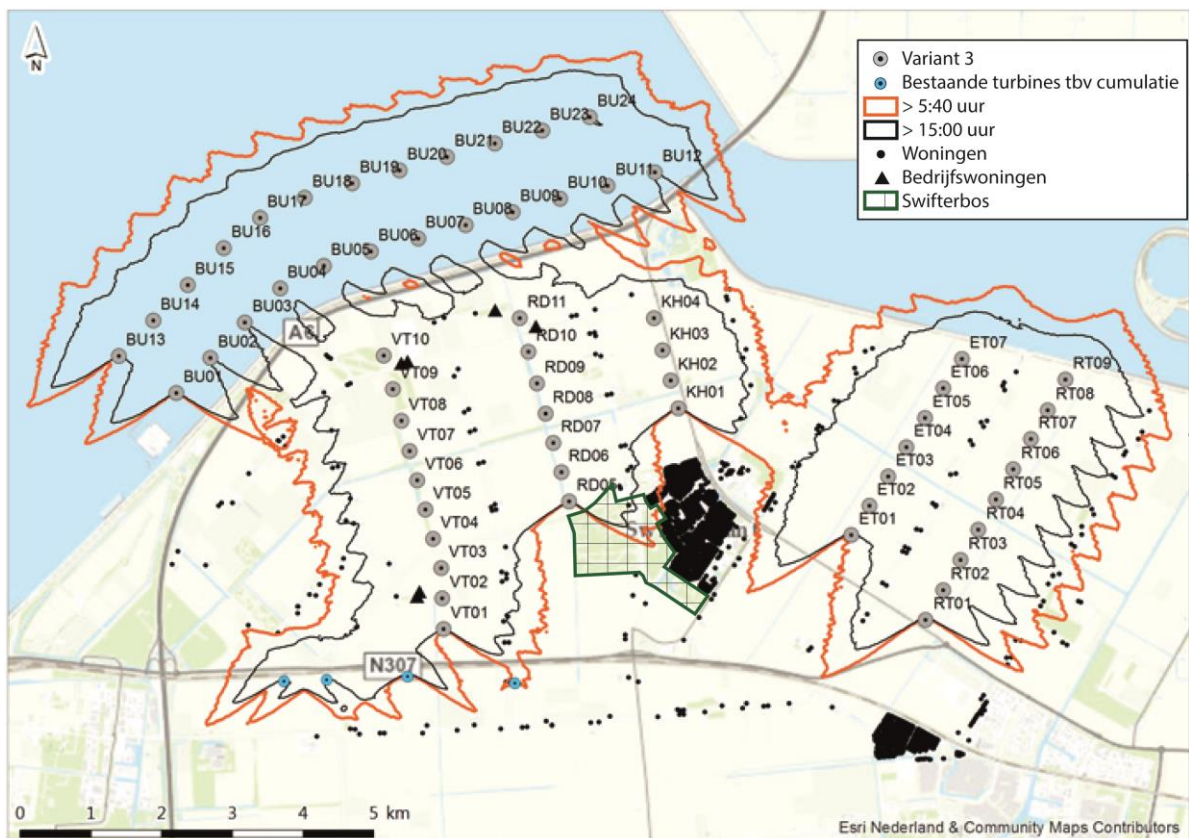 N
Variant 3
Bestaande turbines tbv cumulatie
> 5:40 uur
> 15:00 uur
Woningen
Bedrijfswoningen
Swifterbos
BU24
BU23
BU22
BU21
BU20
BU19
BU18
BU17
BU16
BU15
BU14
BU13
BU12
BU11
BU10
BU09
BU08
BU07
BU06
BU05
BU04
BU03
BU02
BU01
A6
VT10
VT09
VT08
VT07
VT06
VT05
VT04
VT03
VT02
VT01
RD11
RD10
RD09
RD08
RD07
RD06
RD05
KH04
KH03
KH02
KH01
ET07
ET06
ET05
ET04
ET03
ET02
ET01
RT09
RT08
RT07
RT06
RT05
RT04
RT03
RT02
RT01
N307
0 1 2 3 4 5 km
Esri Nederland & Community Maps Contributors